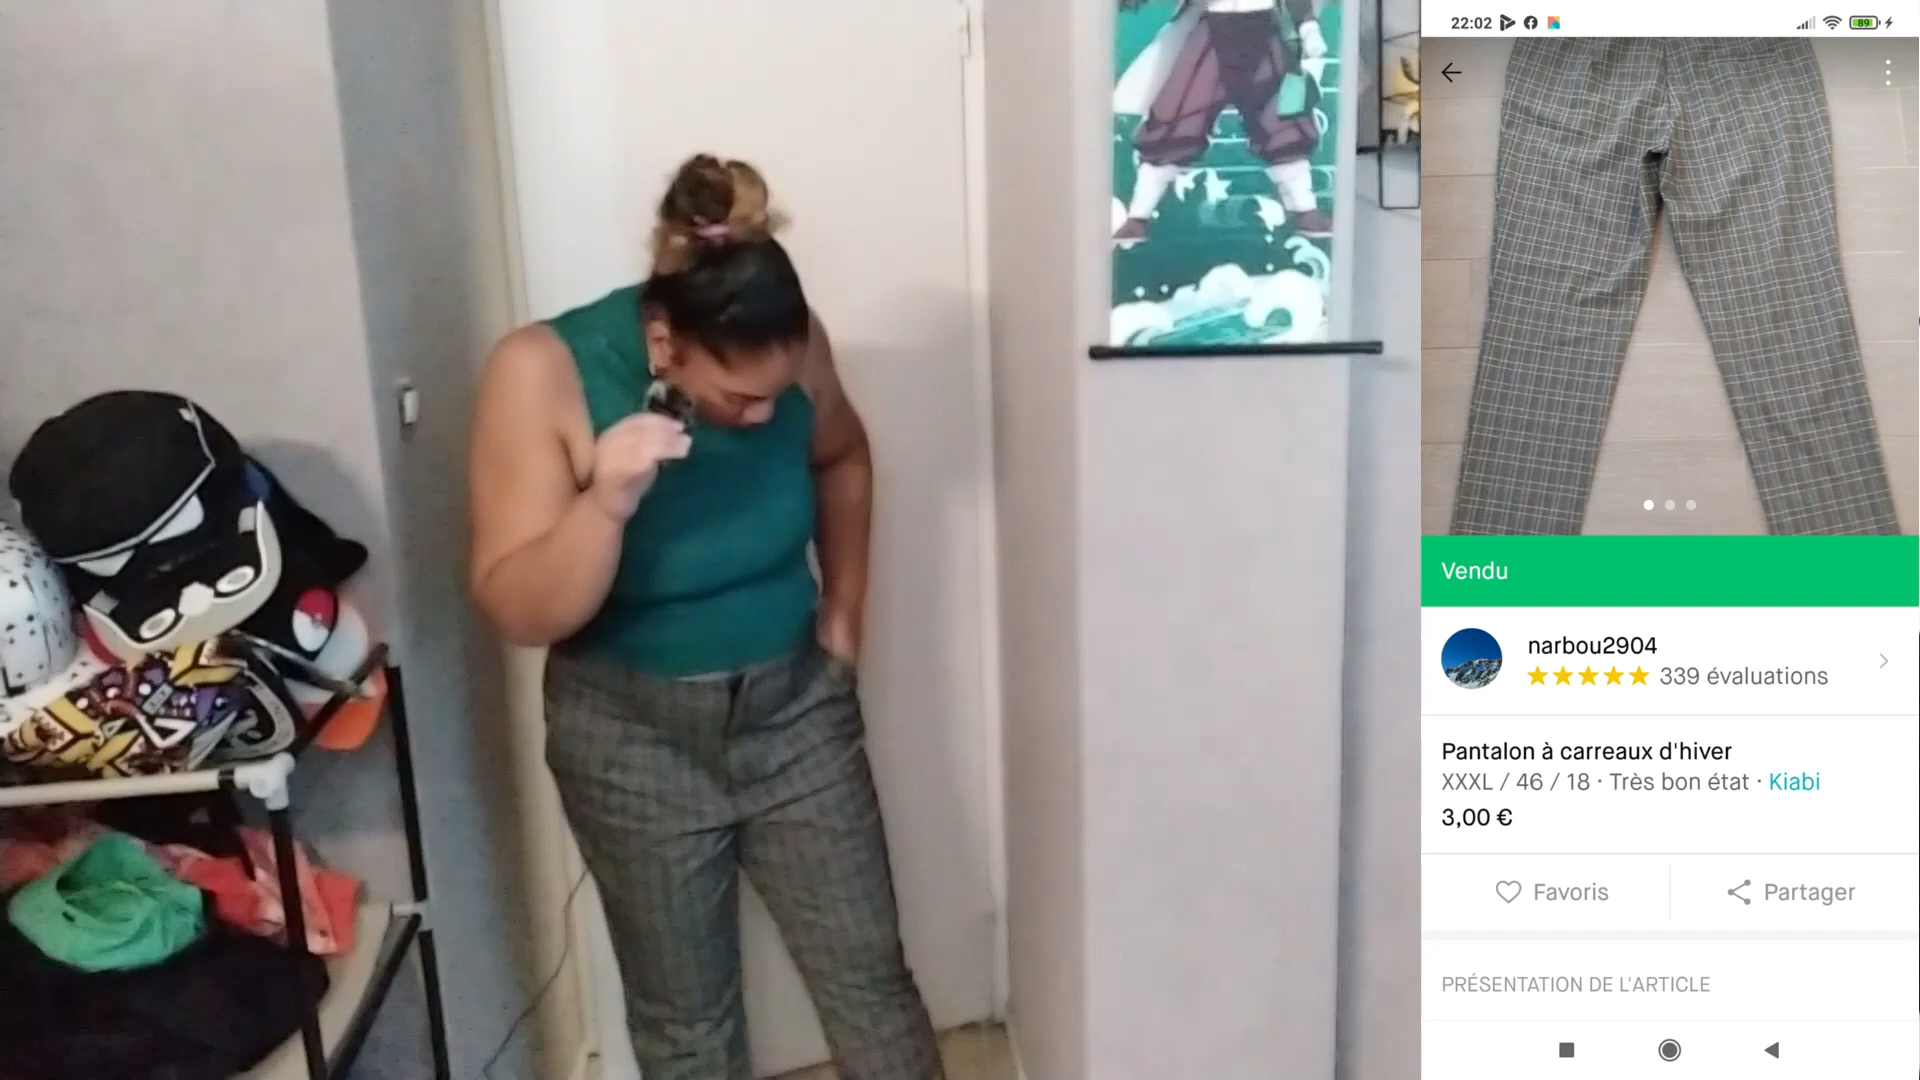 22:02
89
Vendu
narbou2904
339 évaluations
Pantalon à carreaux d'hiver
XXXL / 46 / 18 · Très bon état · Kiabi
3,00 €
Favoris
Partager
PRÉSENTATION DE L'ARTICLE